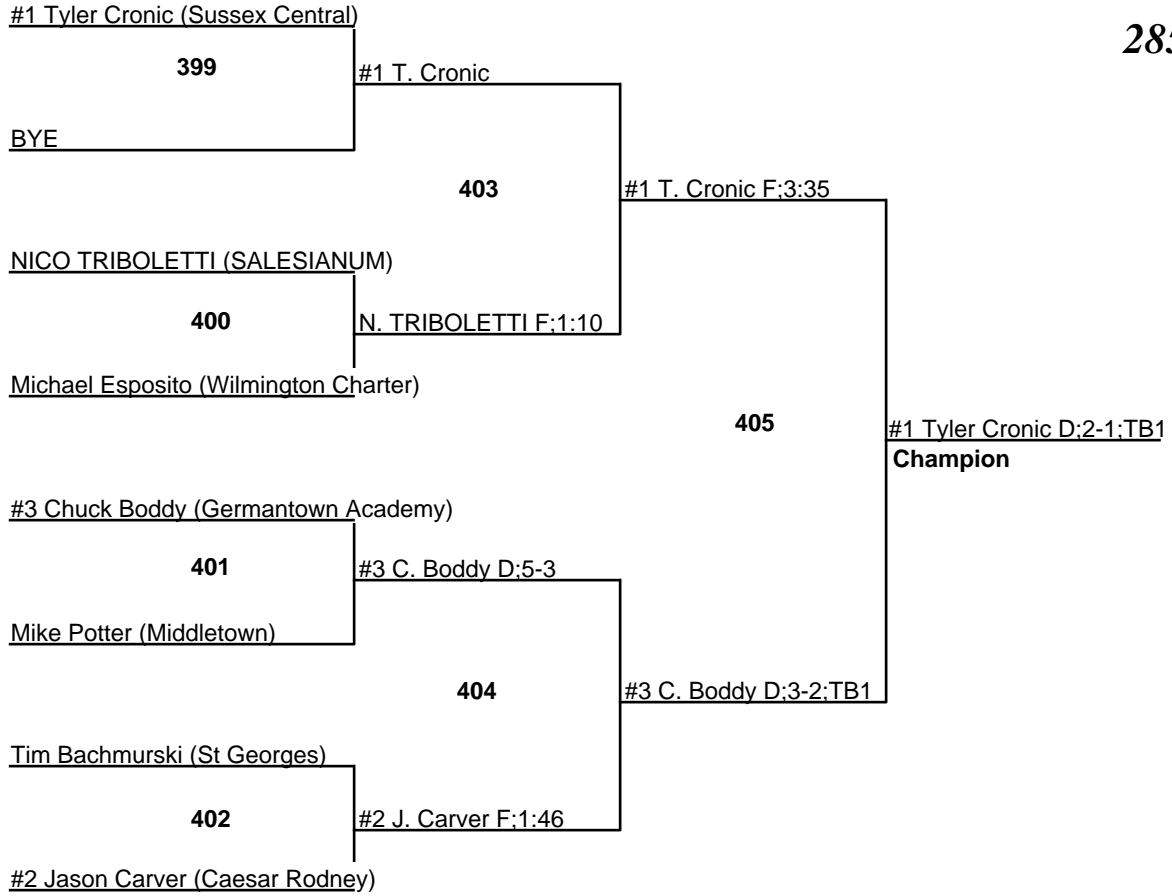 #1 Tyler Cronic (Sussex Central)
285
399
#1 T. Cronic
BYE
403
#1 T. Cronic F;3:35
NICO TRIBOLETTI (SALESIANUM)
400
N. TRIBOLETTI F;1:10
Michael Esposito (Wilmington Charter)
405
#1 Tyler Cronic D;2-1;TB1
Champion
#3 Chuck Boddy (Germantown Academy)
401
#3 C. Boddy D;5-3
Mike Potter (Middletown)
404
#3 C. Boddy D;3-2;TB1
Tim Bachmurski (St Georges)
402
#2 J. Carver F;1:46
#2 Jason Carver (Caesar Rodney)